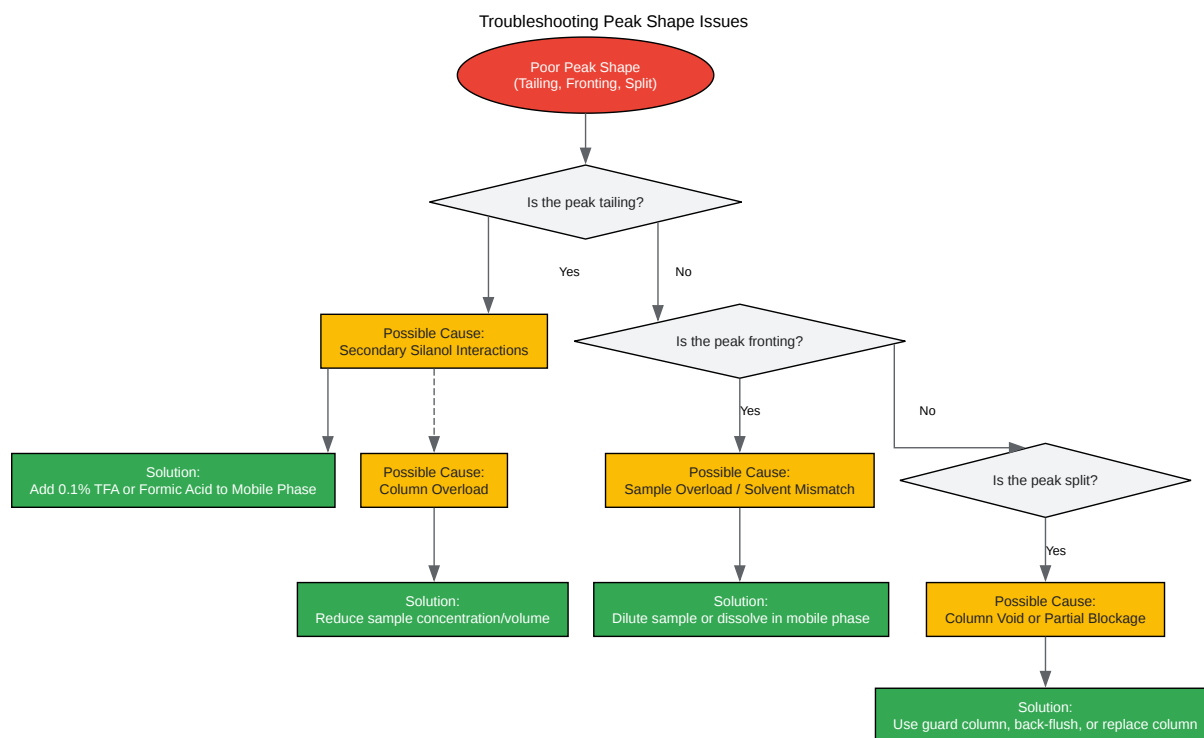 Troubleshooting Peak Shape Issues
Poor Peak Shape
(Tailing, Fronting, Split)
Is the peak tailing?
Yes
No
Possible Cause:
Secondary Silanol Interactions
Is the peak fronting?
Yes
No
Solution:
Add 0.1% TFA or Formic Acid to Mobile Phase
Possible Cause:
Column Overload
Possible Cause:
Sample Overload / Solvent Mismatch
Is the peak split?
Yes
Solution:
Reduce sample concentration/volume
Solution:
Dilute sample or dissolve in mobile phase
Possible Cause:
Column Void or Partial Blockage
Solution:
Use guard column, back-flush, or replace column